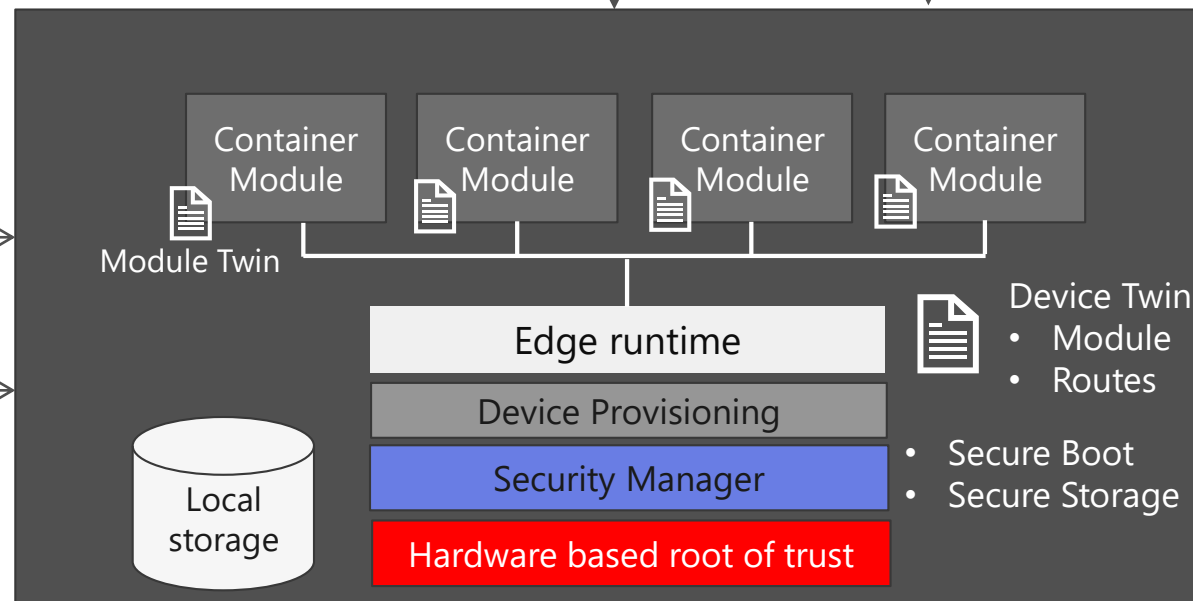 Container
Module
Container
Module
Container
Module
Container
Module
Module Twin
Edge runtime
Device Twin
• Module
• Routes
Device Provisioning
Security Manager
• Secure Boot
• Secure Storage
Local
storage
Hardware based root of trust